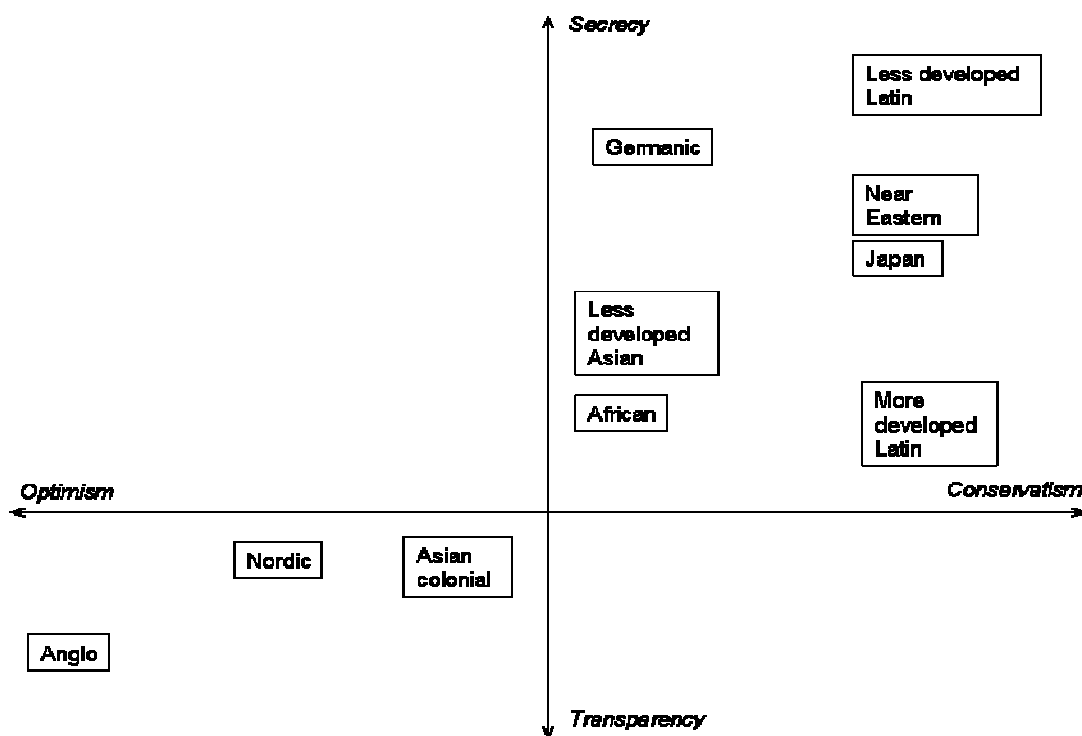 Secrecy
Less developed
Latin
Germanic
Near
Eastern
Japan
Less
developed
Asian
African
More
developed
Latin
Optimism
Conservatism
Nordic
Asian
colonial
Anglo
Transparency